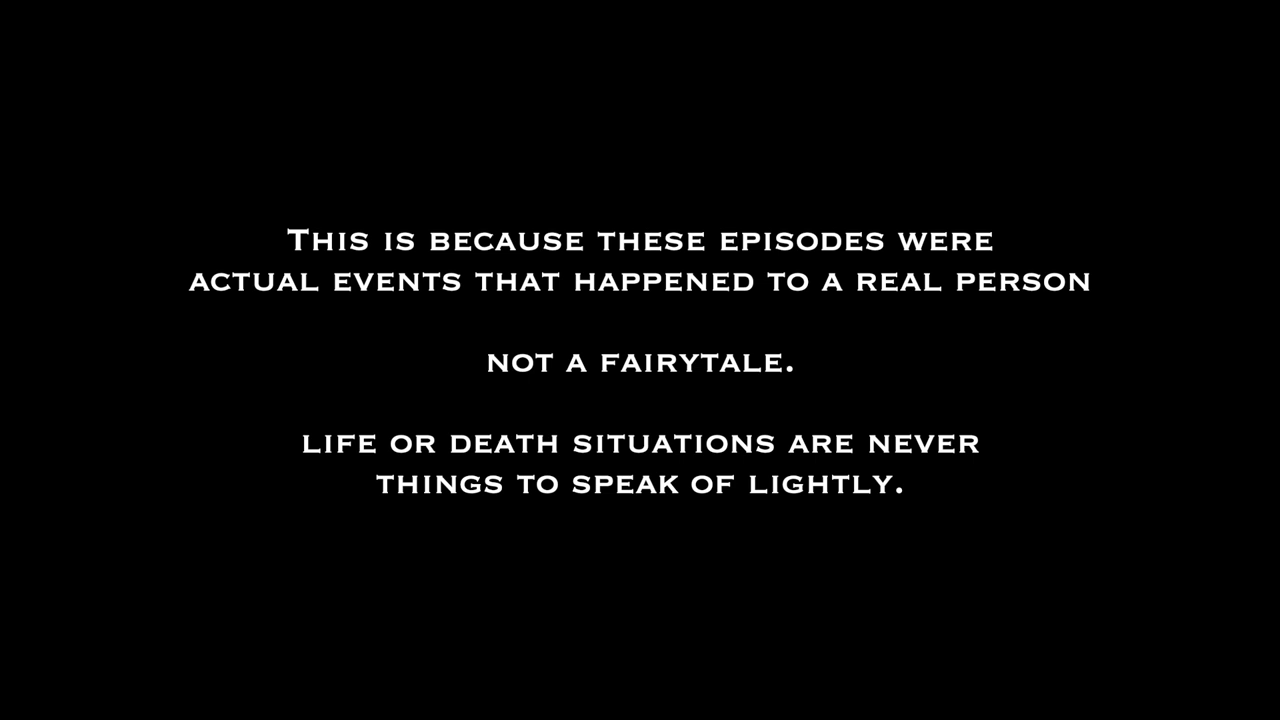 This is because these episodes were
actual events that happened to a real person
not a fairytale.
life or death situations are never
things to speak of lightly.